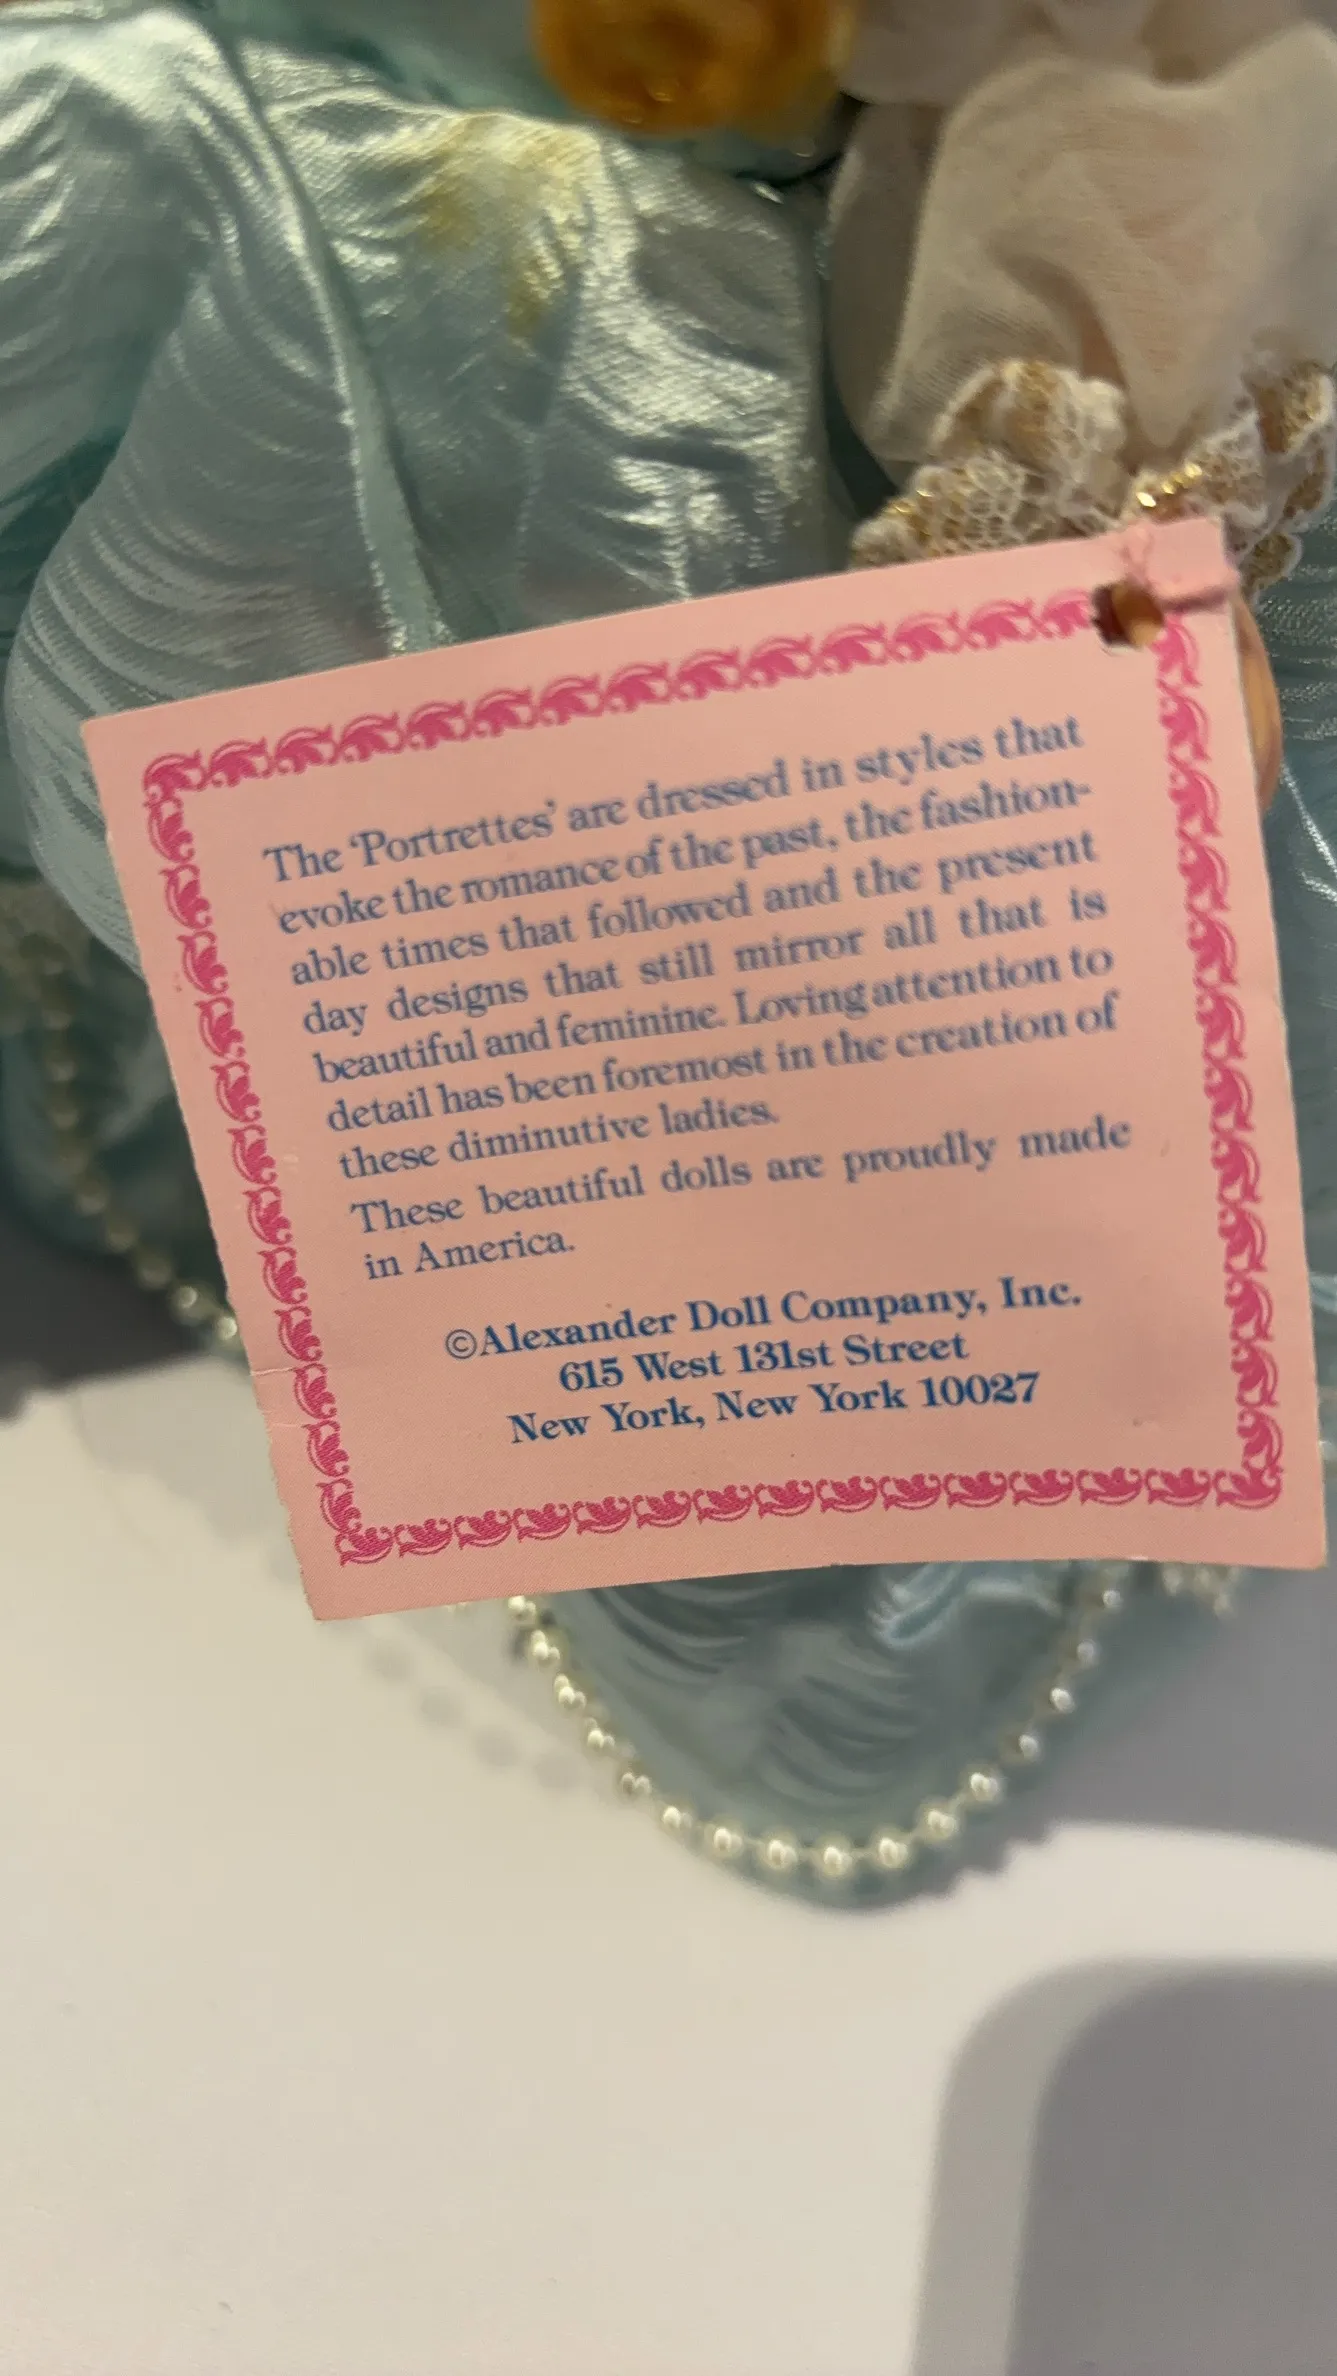 The ‘Portrettes’ are dressed in styles that
evoke the romance of the past, the fashion-
able times that followed and the present
day designs that still mirror all that is
beautiful and feminine. Loving attention to
detail has been foremost in the creation of
these diminutive ladies.
These beautiful dolls are proudly made
in America.
©Alexander Doll Company, Inc.
615 West 131st Street
New York, New York 10027